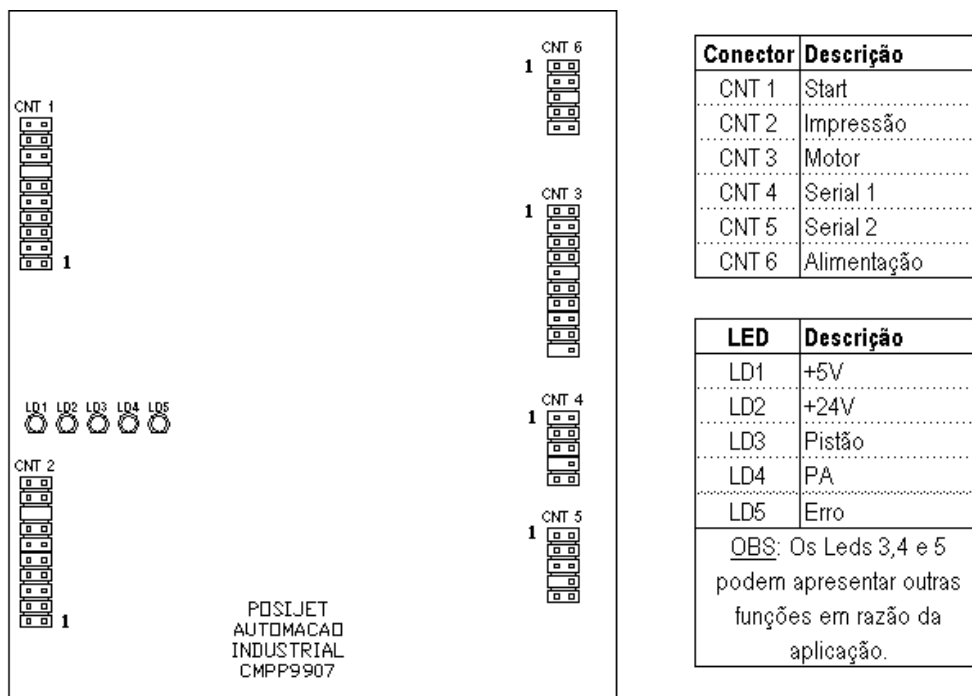 CNT 6
1
CNT 1
1
CNT 3
1
LD1 LD2 LD3 LD4 LD5
CNT 4
1
CNT 2
1
CNT 5
1
POSIJET
AUTOMACAO
INDUSTRIAL
CMPP9907
Conector Descrição
CNT 1 Start
CNT 2 Impressão
CNT 3 Motor
CNT 4 Serial 1
CNT 5 Serial 2
CNT 6 Alimentação
LED Descrição
LD1 +5V
LD2 +24V
LD3 Pistão
LD4 PA
LD5 Erro
OBS: Os Leds 3,4 e 5
podem apresentar outras
funções em razão da
aplicação.